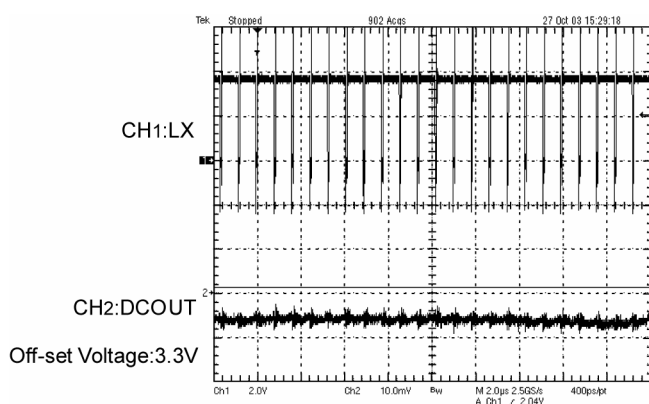 Tek Stopped 902 Acqs 27 Oct 03 15:29:18
T
CH1:LX
1
2
CH2:DCOUT
Off-set Voltage:3.3V
Ch1 2.0V Ch2 10.0mV Bw M 2.0µs 2.5GS/s 400ps/pt
A Ch1 / 2.04V